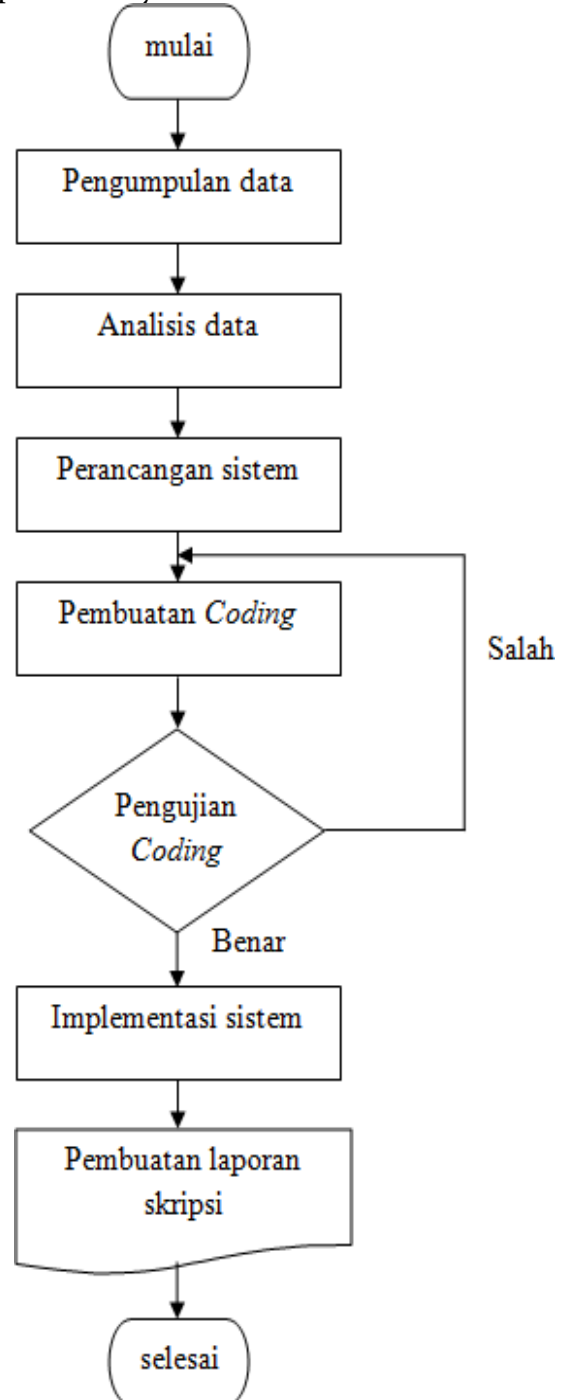 mulai
Pengumpulan data
Analisis data
Perancangan sistem
Pembuatan Coding
Salah
Pengujian
Coding
Benar
Implementasi sistem
Pembuatan laporan
skripsi
selesai